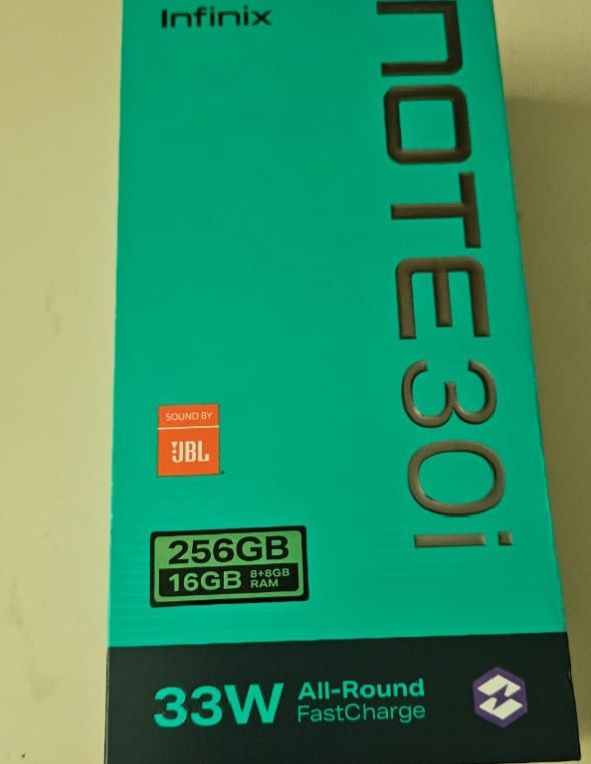 Infinix
NOTE 30i
SOUND BY
JBL
256GB
16GB 8+8GB RAM
33W All-Round FastCharge